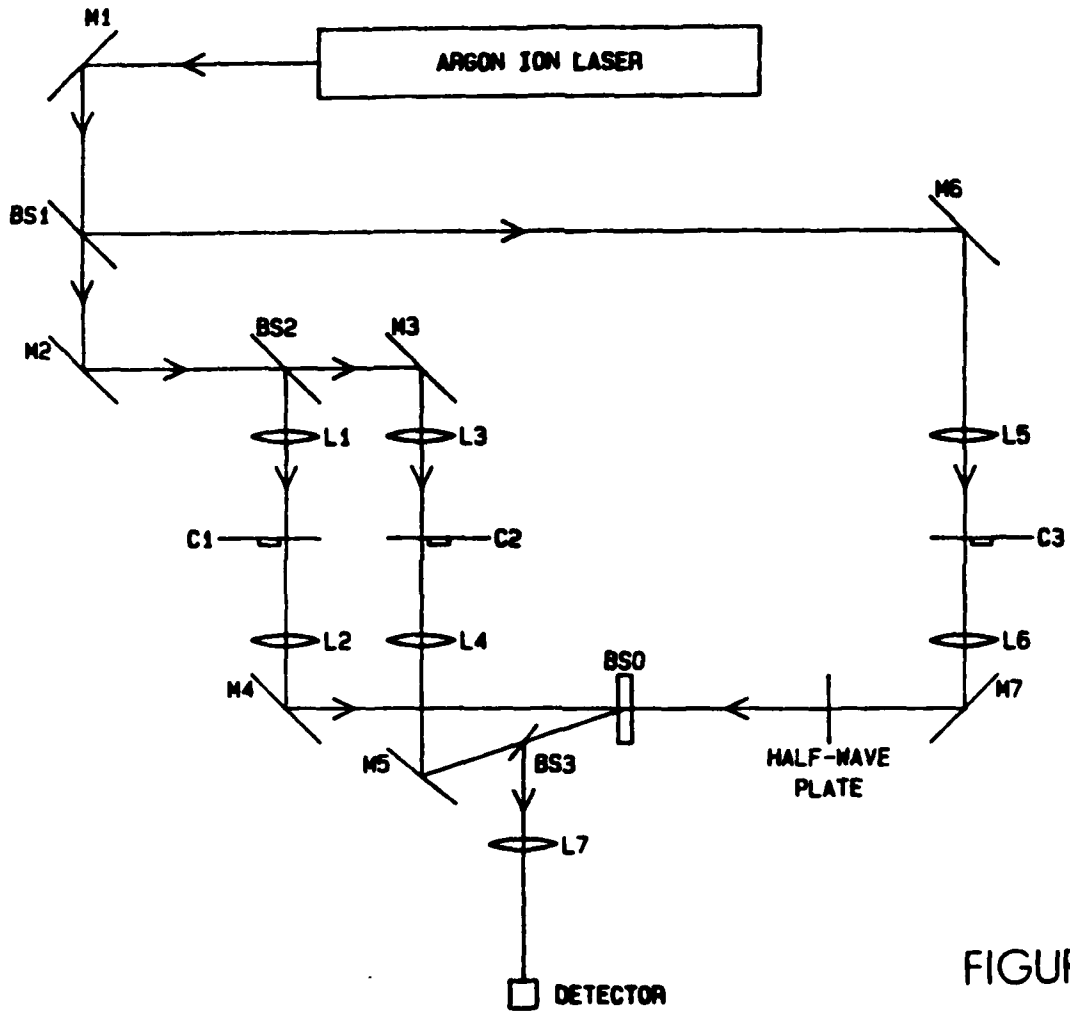 M1
ARGON ION LASER
BS1
M6
M2
BS2
M3
L1
L3
L5
C1
C2
C3
L2
L4
L6
BSO
M4
M7
M5
BS3
HALF-WAVE
PLATE
L7
DETECTOR
FIGUR